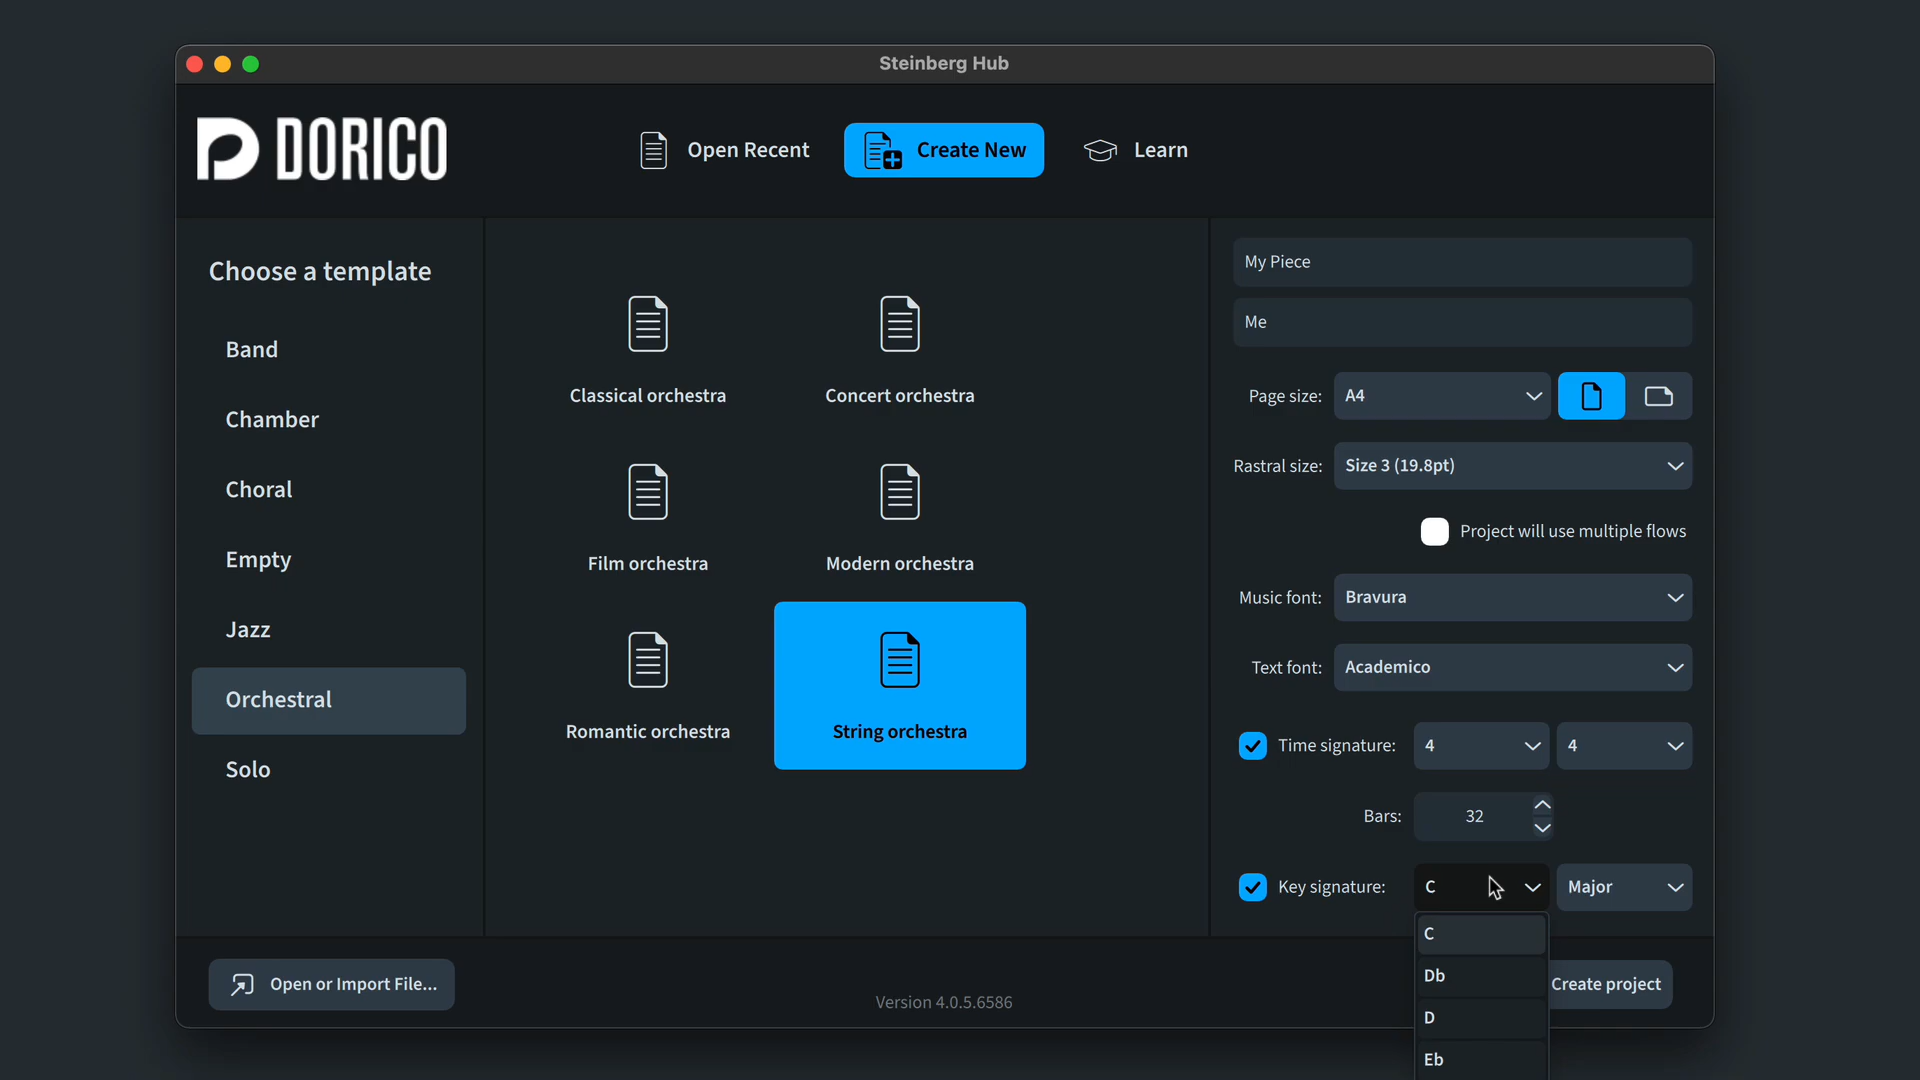 Steinberg Hub
DORICO
Open Recent
Create New
Learn
Choose a template
Band
Chamber
Choral
Empty
Jazz
Orchestral
Solo
Classical orchestra
Concert orchestra
Film orchestra
Modern orchestra
Romantic orchestra
String orchestra
My Piece
Me
Page size: A4
Rastral size: Size 3 (19.8pt)
Project will use multiple flows
Music font: Bravura
Text font: Academico
Time signature: 4 4
Bars: 32
Key signature: C Major
C
Db
D
Eb
Open or Import File...
Version 4.0.5.6586
Create project